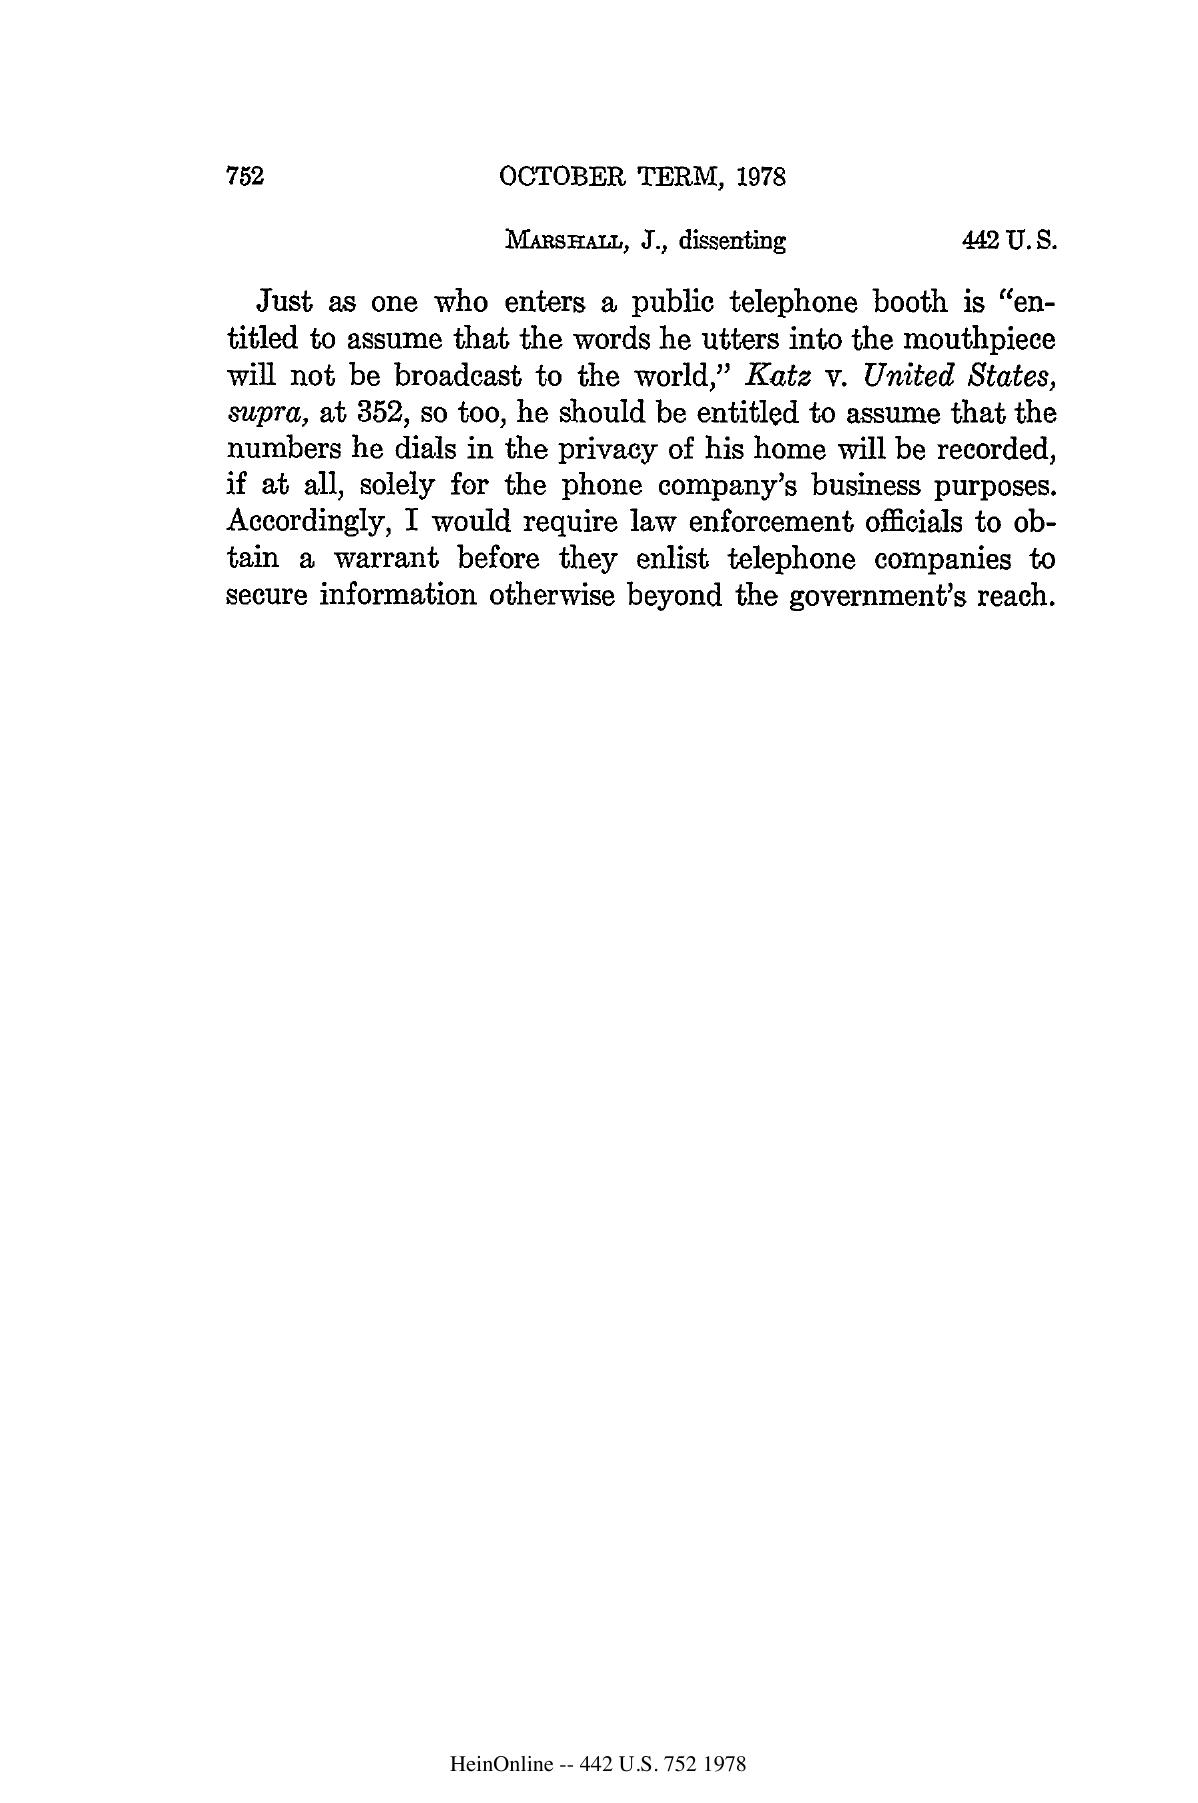 752 OCTOBER TERM, 1978
MARSHALL, J., dissenting 442 U. S.
Just as one who enters a public telephone booth is “en-
titled to assume that the words he utters into the mouthpiece
will not be broadcast to the world,” Katz v. United States,
supra, at 352, so too, he should be entitled to assume that the
numbers he dials in the privacy of his home will be recorded,
if at all, solely for the phone company’s business purposes.
Accordingly, I would require law enforcement officials to ob-
tain a warrant before they enlist telephone companies to
secure information otherwise beyond the government’s reach.
HeinOnline -- 442 U.S. 752 1978